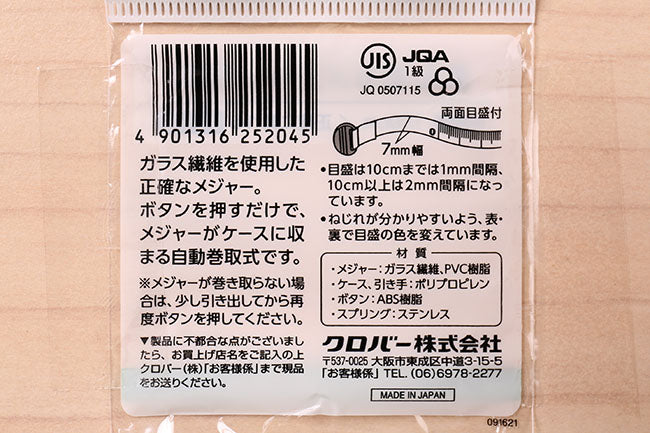 4 901316 252045
ガラス繊維を使用した
正確なメジャー。
ボタンを押すだけで、
メジャーがケースに収
まる自動巻取式です。
※メジャーが巻き取らない場
合は、少し引き出してから再
度ボタンを押してください。
▼製品に不都合な点がございまし
たら、お買上げ店名をご記入の上
クロバー(株)「お客様係」まで現品
をお送りください。
JIS JQA
1級
JQ 0507115
両面目盛付
7mm幅
•目盛は10cmまでは1mm間隔、
10cm以上は2mm間隔になっ
ています。
•ねじれが分かりやすいよう、表・
裏で目盛の色を変えています。
材質
・メジャー:ガラス繊維、PVC樹脂
・ケース、引き手:ポリプロピレン
・ボタン:ABS樹脂
・スプリング:ステンレス
クロバー株式会社
〒537-0025 大阪市東成区中道3-15-5
「お客様係」 TEL.(06)6978-2277
MADE IN JAPAN
091621